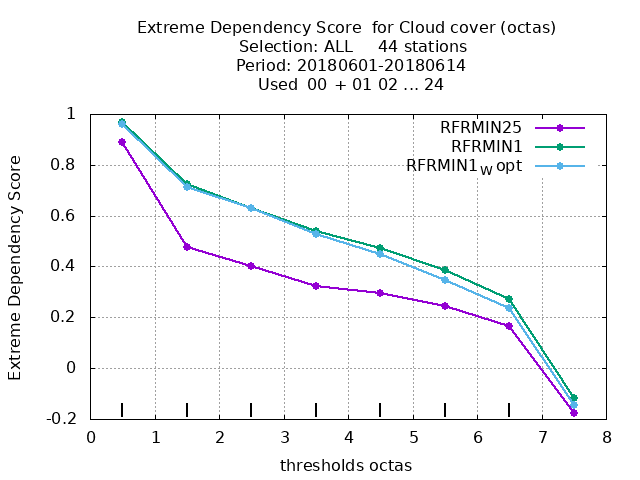 Extreme Dependency Score  for Cloud cover (octas)
Selection: ALL     44 stations
Period: 20180601-20180614
Used  00  + 01 02 ... 24
RFRMIN25
RFRMIN1
RFRMIN1w opt
1
0.8
0.6
0.4
0.2
0
-0.2
Extreme Dependency Score
0 1 2 3 4 5 6 7 8
thresholds octas